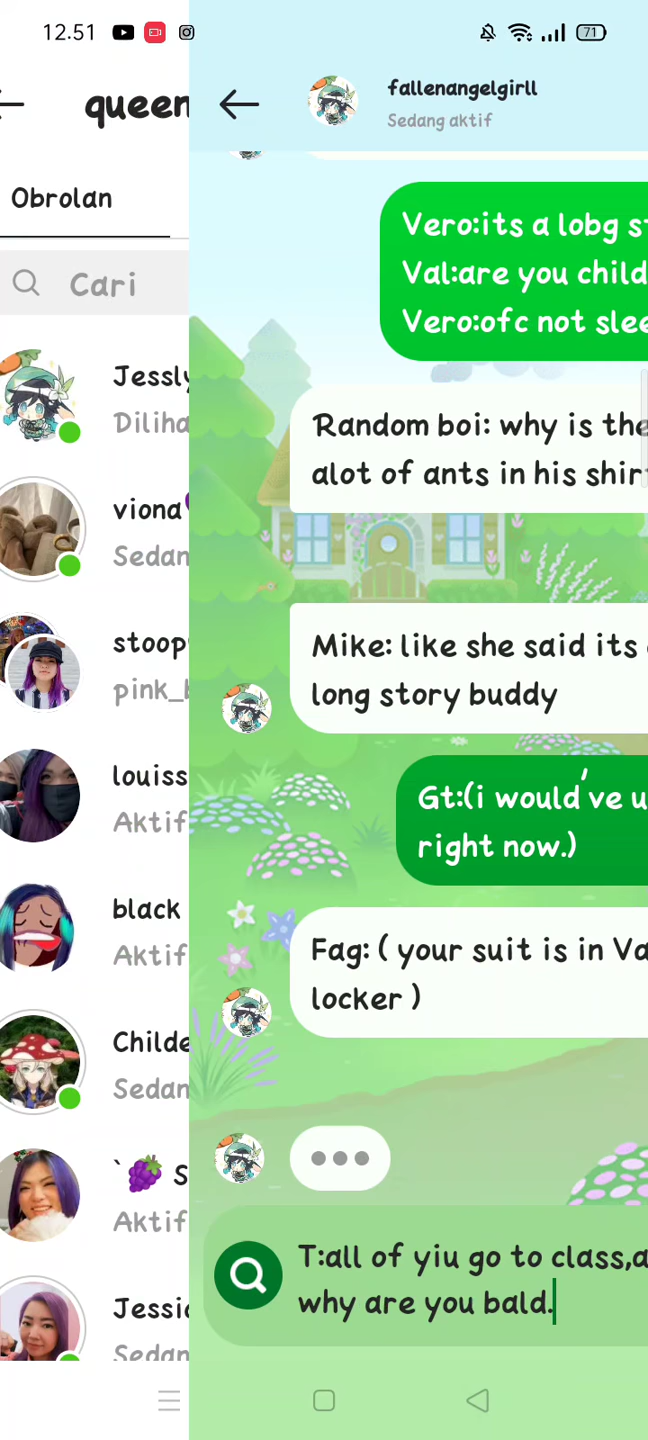 12.51
71
queen
fallenangelgirll
Sedang aktif
Obrolan
Cari
Jessly
Diliha
viona
Sedan
stoop
pink_b
louiss
Aktif
black
Aktif
Childe
Sedan
S
Aktif
Jessic
Sedan
Vero:its a lobg st
Val:are you child
Vero:ofc not slee
Random boi: why is the
alot of ants in his shir
Mike: like she said its
long story buddy
Gt:(i would've u
right now.)
Fag: ( your suit is in Va
locker )
T:all of yiu go to class,a
why are you bald.